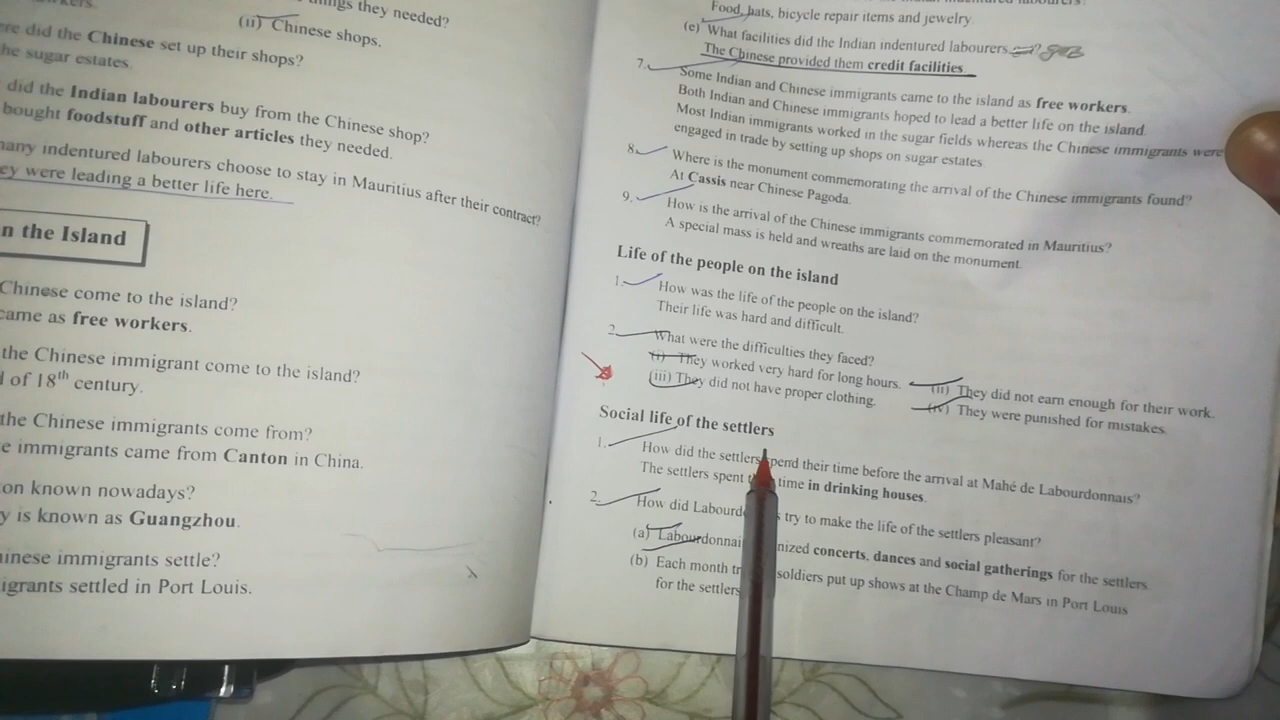 things they needed?
(ii) Chinese shops.
did the Chinese set up their shops?
sugar estates.
did the Indian labourers buy from the Chinese shop?
bought foodstuff and other articles they needed.
indentured labourers choose to stay in Mauritius after their contract?
were leading a better life here.
the Island
Chinese come to the island?
came as free workers.
the Chinese immigrant come to the island?
of 18th century.
the Chinese immigrants come from?
immigrants came from Canton in China.
known nowadays?
is known as Guangzhou.
immigrants settle?
settled in Port Louis.
Food, hats, bicycle repair items and jewelry
(e) What facilities did the Indian indentured labourers
The Chinese provided them credit facilities
7. Some Indian and Chinese immigrants came to the island as free workers.
Both Indian and Chinese immigrants hoped to lead a better life on the island.
Most Indian immigrants worked in the sugar fields whereas the Chinese immigrants were
engaged in trade by setting up shops on sugar estates
8. Where is the monument commemorating the arrival of the Chinese immigrants found?
At Cassis near Chinese Pagoda.
9. How is the arrival of the Chinese immigrants commemorated in Mauritius?
A special mass is held and wreaths are laid on the monument.
Life of the people on the island
1. How was the life of the people on the island?
Their life was hard and difficult.
2. What were the difficulties they faced?
(i) They worked very hard for long hours. (ii) They did not earn enough for their work.
(iii) They did not have proper clothing. (iv) They were punished for mistakes.
Social life of the settlers
1. How did the settlers spend their time before the arrival at Mahé de Labourdonnais?
The settlers spent time in drinking houses.
2. How did try to make the life of the settlers pleasant?
(a) concerts, dances and social gatherings for the settlers
(b) Each month soldiers put up shows at the Champ de Mars in Port Louis
for the settlers